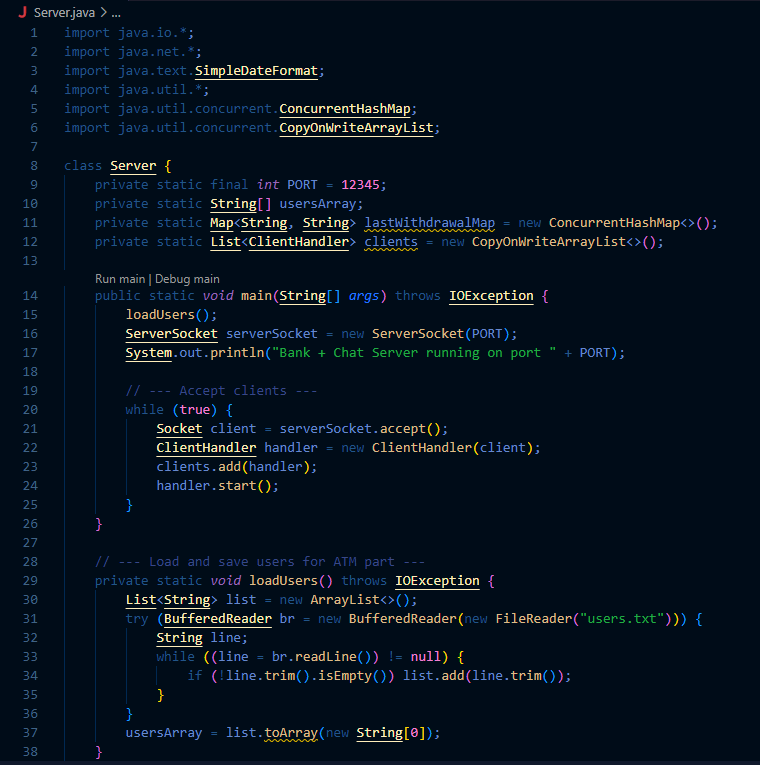 Server.java > ...
1 import java.io.*;
2 import java.net.*;
3 import java.text.SimpleDateFormat;
4 import java.util.*;
5 import java.util.concurrent.ConcurrentHashMap;
6 import java.util.concurrent.CopyOnWriteArrayList;
7
8 class Server {
9     private static final int PORT = 12345;
10     private static String[] usersArray;
11     private static Map<String, String> lastWithdrawalMap = new ConcurrentHashMap<>();
12     private static List<ClientHandler> clients = new CopyOnWriteArrayList<>();
13
Run main | Debug main
14     public static void main(String[] args) throws IOException {
15         loadUsers();
16         ServerSocket serverSocket = new ServerSocket(PORT);
17         System.out.println("Bank + Chat Server running on port " + PORT);
18
19         // --- Accept clients ---
20         while (true) {
21             Socket client = serverSocket.accept();
22             ClientHandler handler = new ClientHandler(client);
23             clients.add(handler);
24             handler.start();
25         }
26     }
27
28     // --- Load and save users for ATM part ---
29     private static void loadUsers() throws IOException {
30         List<String> list = new ArrayList<>();
31         try (BufferedReader br = new BufferedReader(new FileReader("users.txt"))) {
32             String line;
33             while ((line = br.readLine()) != null) {
34                 if (!line.trim().isEmpty()) list.add(line.trim());
35             }
36         }
37         usersArray = list.toArray(new String[0]);
38     }